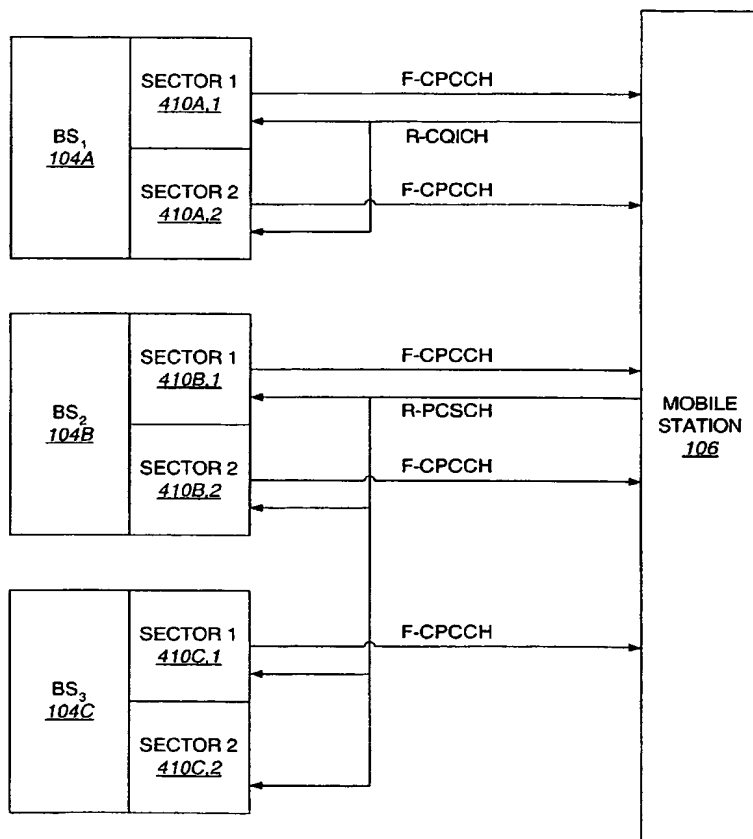 SECTOR 1
410A,1
F-CPCCH
R-CQICH
BS1
104A
SECTOR 2
410A,2
F-CPCCH
SECTOR 1
410B,1
F-CPCCH
R-PCSCH
BS2
104B
SECTOR 2
410B,2
F-CPCCH
MOBILE
STATION
106
SECTOR 1
410C,1
F-CPCCH
BS3
104C
SECTOR 2
410C,2